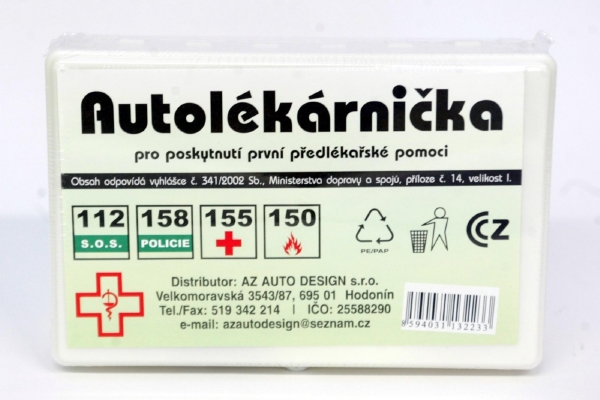 Autolékárnička
pro poskytnutí první předlékařské pomoci
Obsah odpovídá vyhlášce č. 341/2002 Sb., Ministerstva dopravy a spojů, příloze č. 14, velikost I.
112 158 155 150
S.O.S. POLICIE
PE/PAP
CCZ
Distributor: AZ AUTO DESIGN s.r.o.
Velkomoravská 3543/87, 695 01 Hodonín
Tel./Fax: 519 342 214 | IČO: 25588290
e-mail: azautodesign@seznam.cz
8594031132233